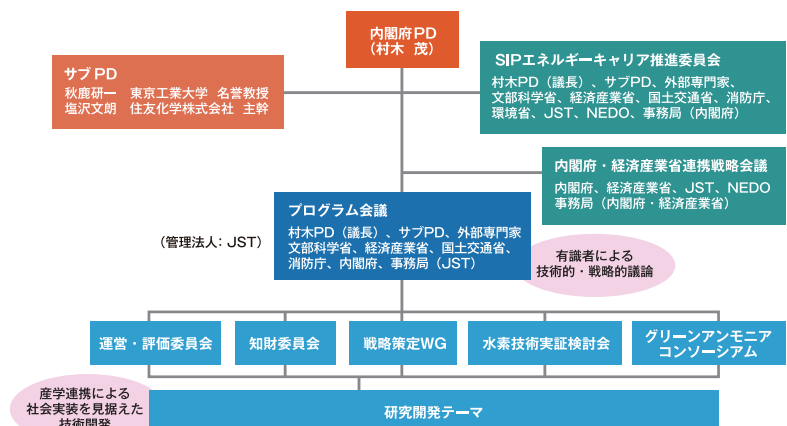 内閣府PD
（村木 茂）
サブPD
秋鹿研一 東京工業大学 名誉教授
塩沢文朗 住友化学株式会社 主幹
SIPエネルギーキャリア推進委員会
村木PD（議長）、サブPD、外部専門家、
文部科学省、経済産業省、国土交通省、消防庁、
環境省、JST、NEDO、事務局（内閣府）
内閣府・経済産業省連携戦略会議
内閣府、経済産業省、JST、NEDO
事務局（内閣府・経済産業省）
（管理法人：JST）
プログラム会議
村木PD（議長）、サブPD、外部専門家
文部科学省、経済産業省、国土交通省、
消防庁、内閣府、事務局（JST）
有識者による
技術的・戦略的議論
運営・評価委員会
知財委員会
戦略策定WG
水素技術実証検討会
グリーンアンモニア
コンソーシアム
産学連携による
社会実装を見据えた
技術開発
研究開発テーマ